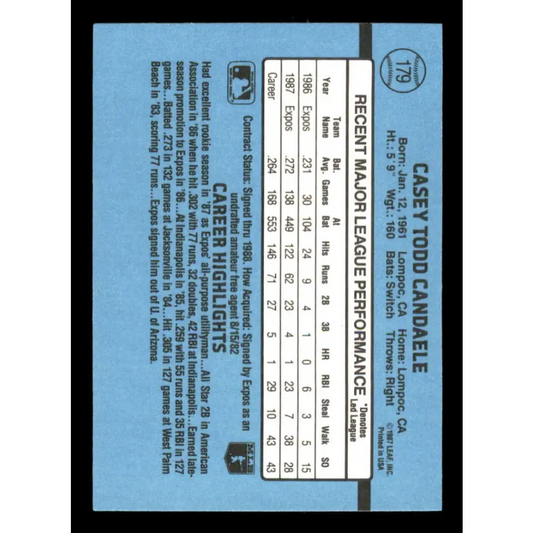 179
CASEY TODD CANDAELE
Born: Jan. 12, 1961 Lompoc, CA Home: Lompoc, CA
Ht.: 5' 9" Wgt.: 160 Bats: Switch Throws: Right
©1987 LEAF, INC.
Printed in USA
RECENT MAJOR LEAGUE PERFORMANCE *Denotes Led League
Team Bat. At
Year Name Avg. Games Bat Hits Runs 2B 3B HR RBI Steal Walk SO
1986 Expos .231 30 104 24 9 4 1 0 6 3 5 15
1987 Expos .272 138 449 122 62 23 4 1 23 7 38 28
Career .264 168 553 146 71 27 5 1 29 10 43 43
Contract Status: Signed thru 1988. How Acquired: Signed by Expos as an
undrafted amateur free agent 8/15/82
MLB
CAREER HIGHLIGHTS
Had excellent rookie season in '87 as Expos' all-purpose utilityman...All Star 2B in American
Association in '86 when he hit .302 with 77 runs, 32 doubles, 42 RBI at Indianapolis...Earned late-
season promotion to Expos in '86...At Indianapolis in '85, hit .259 with 55 runs and 35 RBI in 127
games...Batted .273 in 132 games at Jacksonville in '84...Hit .305 in 127 games at West Palm
Beach in '83, scoring 77 runs...Expos signed him out of U. of Arizona.